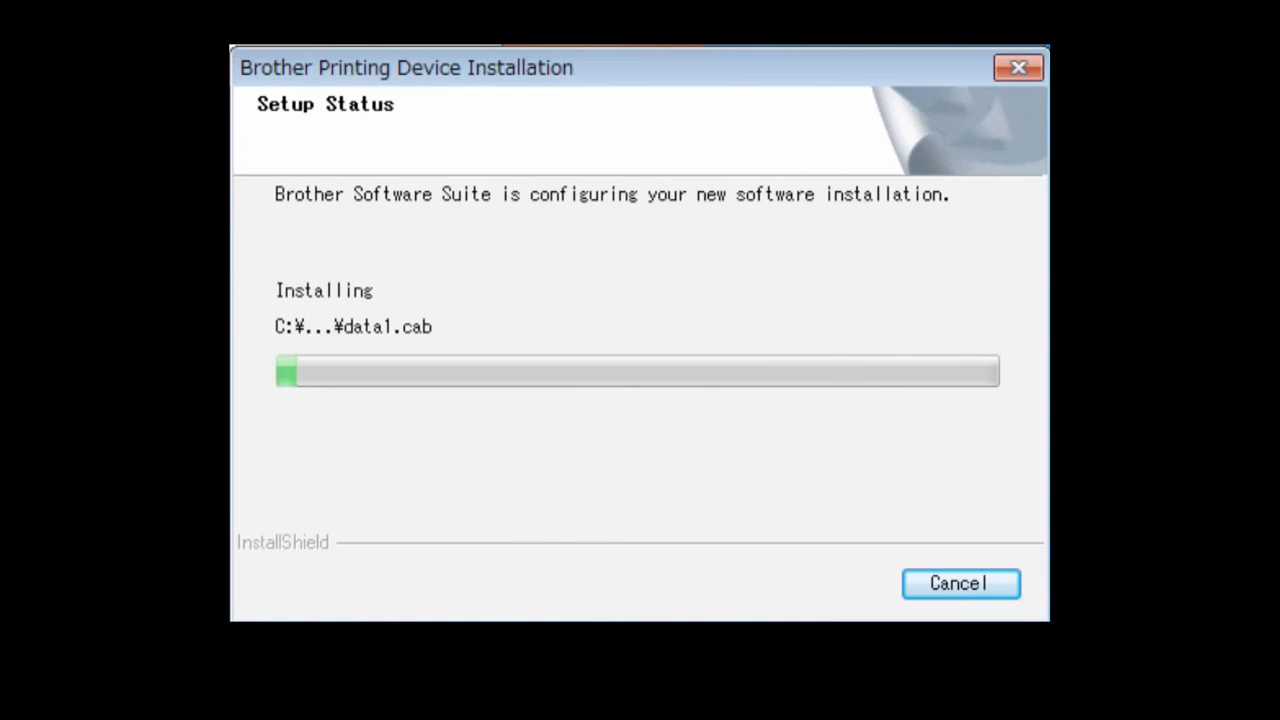 Brother Printing Device Installation
Setup Status
Brother Software Suite is configuring your new software installation.
Installing
C:¥...¥data1.cab
InstallShield
Cancel